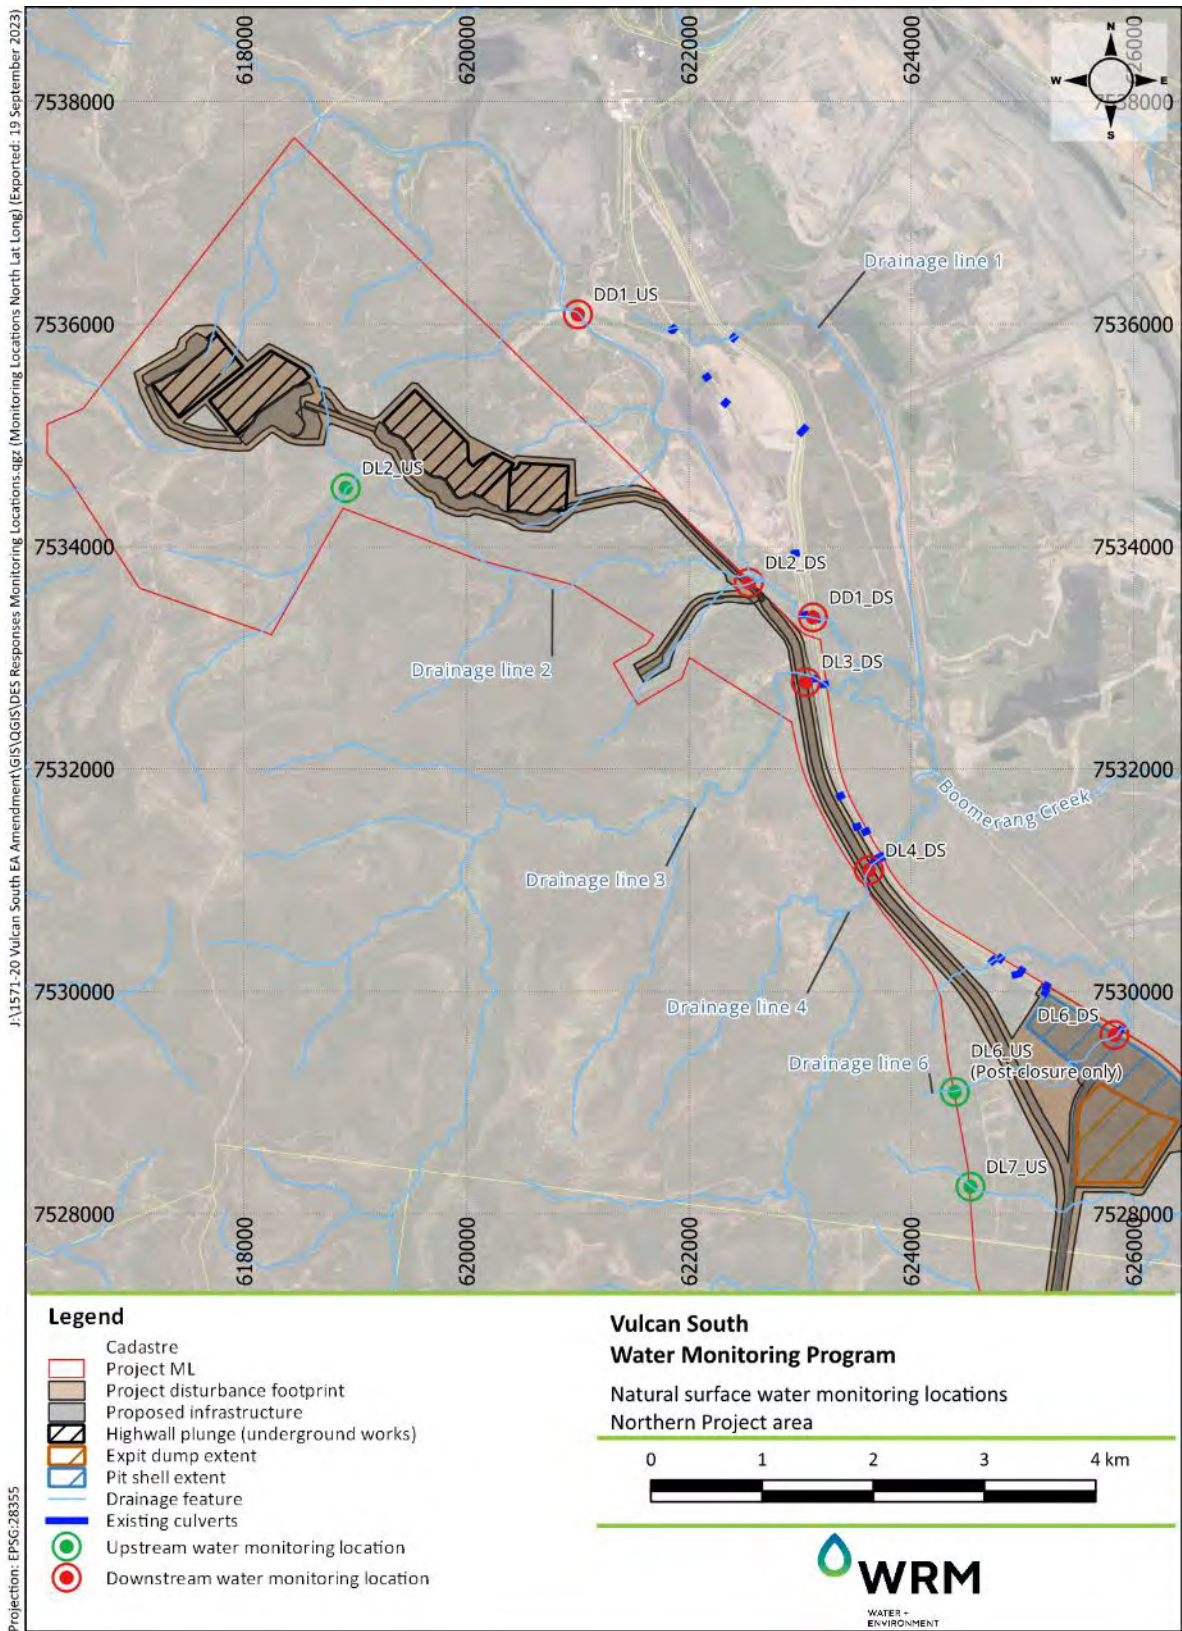 618000
620000
622000
624000
626000
7538000
7538000
DD1_US
Drainage line 1
7536000
7536000
DL2_US
7534000
7534000
DL2_DS
DD1_DS
Drainage line 2
DL3_DS
7532000
7532000
Boomerang Creek
DL4_DS
Drainage line 3
7530000
7530000
Drainage line 4
DL6_DS
DL6_US
(Post-closure only)
Drainage line 6
DL7_US
7528000
7528000
618000
620000
622000
624000
626000
N
W
E
S
J:\1571-20 Vulcan South EA Amendment\GIS\QGIS\DES Responses Monitoring Locations.qgz (Monitoring Locations North Lat Long) (Exported: 19 September 2023)
Projection: EPSG:28355
Legend
Cadastre
Project ML
Project disturbance footprint
Proposed infrastructure
Highwall plunge (underground works)
Expit dump extent
Pit shell extent
Drainage feature
Existing culverts
Upstream water monitoring location
Downstream water monitoring location
Vulcan South
Water Monitoring Program
Natural surface water monitoring locations
Northern Project area
0 1 2 3 4 km
WRM
WATER +
ENVIRONMENT